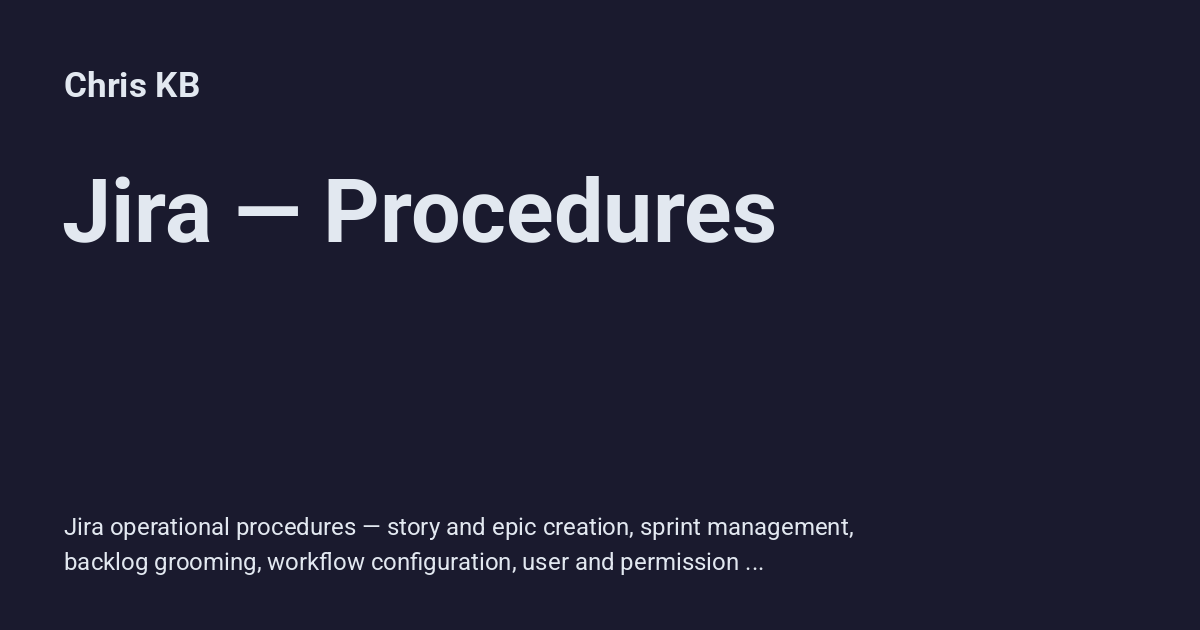 Chris KB
Jira — Procedures
Jira operational procedures — story and epic creation, sprint management,
backlog grooming, workflow configuration, user and permission ...